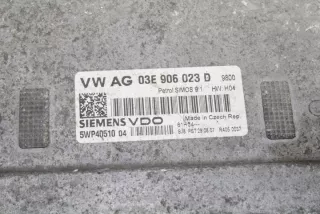 VW AG 03E 906 023 D 9800
Petrol SIMOS 9.1 HW: H04
SIEMENS VDO
Made in Czech Rep.
5WP40510 04